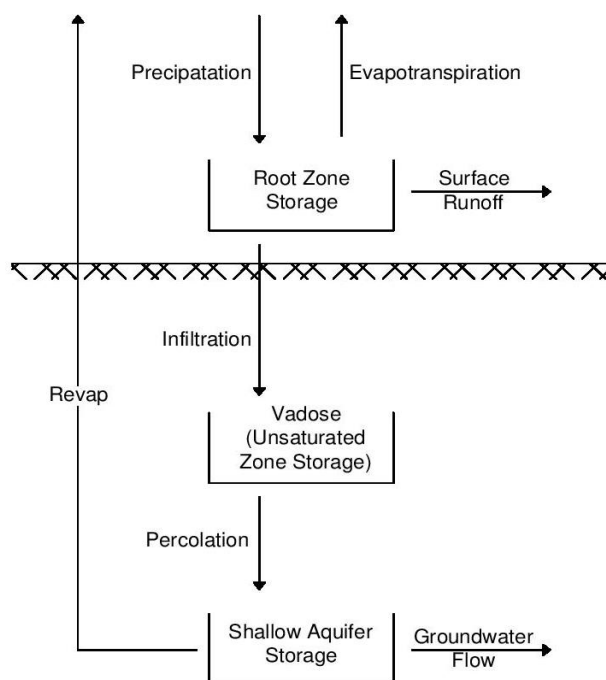 Precipatation
Evapotranspiration
Root Zone
Storage
Surface
Runoff
Infiltration
Revap
Vadose
(Unsaturated
Zone Storage)
Percolation
Shallow Aquifer
Storage
Groundwater
Flow